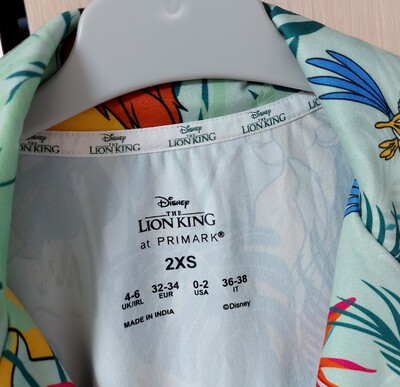 Disney
THE
LION KING
Disney
THE
LION KING
Disney
THE
LION KING
Disney
THE
LION KING
at PRIMARK®
2XS
4-6 32-34 0-2 36-38
UK/IRL EUR USA IT
MADE IN INDIA ©Disney